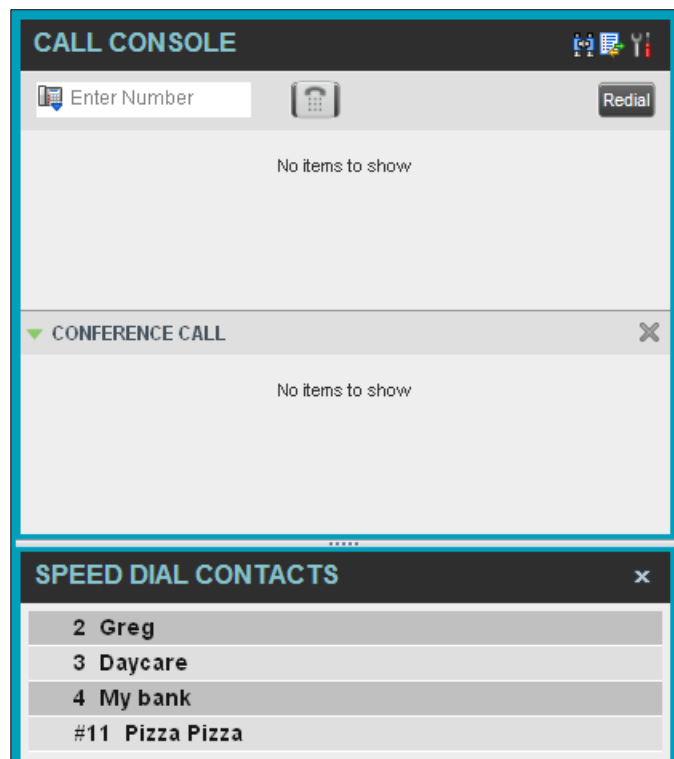 CALL CONSOLE
Enter Number
Redial
No items to show
CONFERENCE CALL
No items to show
SPEED DIAL CONTACTS
2 Greg
3 Daycare
4 My bank
#11 Pizza Pizza